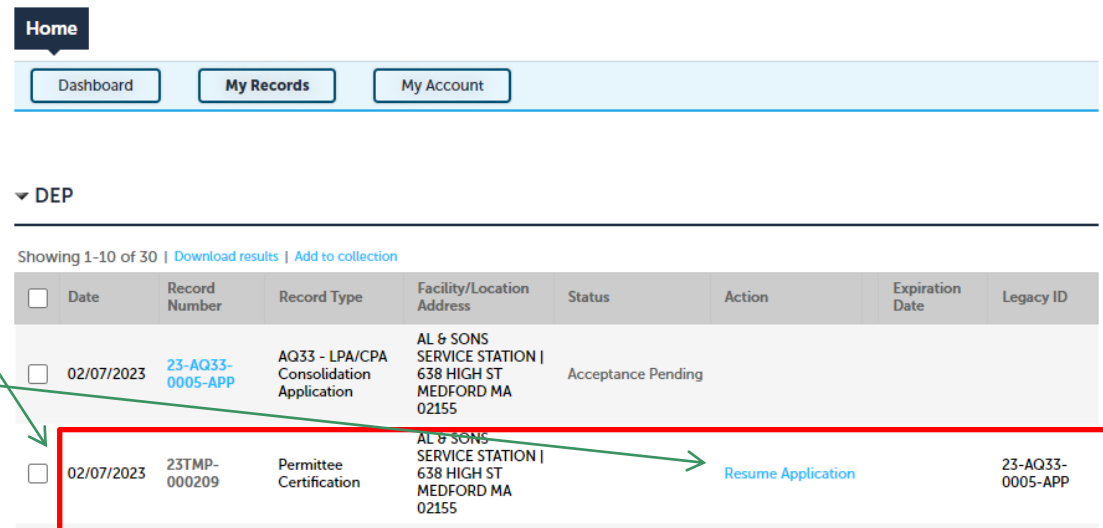 Home
Dashboard My Records My Account
DEP
Showing 1-10 of 30 | Download results | Add to collection
Date Record Number Record Type Facility/Location Address Status Action Expiration Date Legacy ID
02/07/2023 23-AQ33-0005-APP AQ33 - LPA/CPA Consolidation Application AL & SONS SERVICE STATION | 638 HIGH ST MEDFORD MA 02155 Acceptance Pending
02/07/2023 23TMP-000209 Permittee Certification AL & SONS SERVICE STATION | 638 HIGH ST MEDFORD MA 02155 Resume Application 23-AQ33-0005-APP